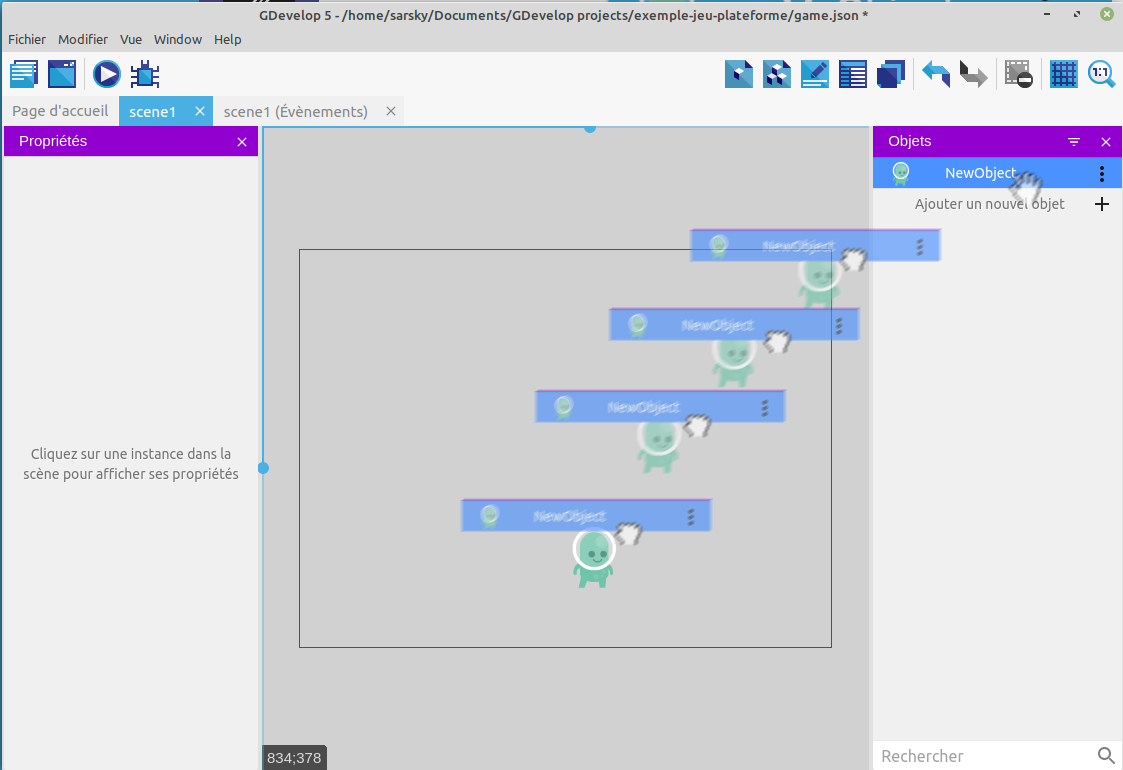 GDevelop 5 - /home/sarsky/Documents/GDevelop projects/exemple-jeu-plateforme/game.json *
Fichier Modifier Vue Window Help
1:1
Page d'accueil scene1 scene1 (Évènements)
Propriétés
Objets
NewObject
Ajouter un nouvel objet
NewObject
NewObject
NewObject
NewObject
Cliquez sur une instance dans la
scène pour afficher ses propriétés
834;378
Rechercher